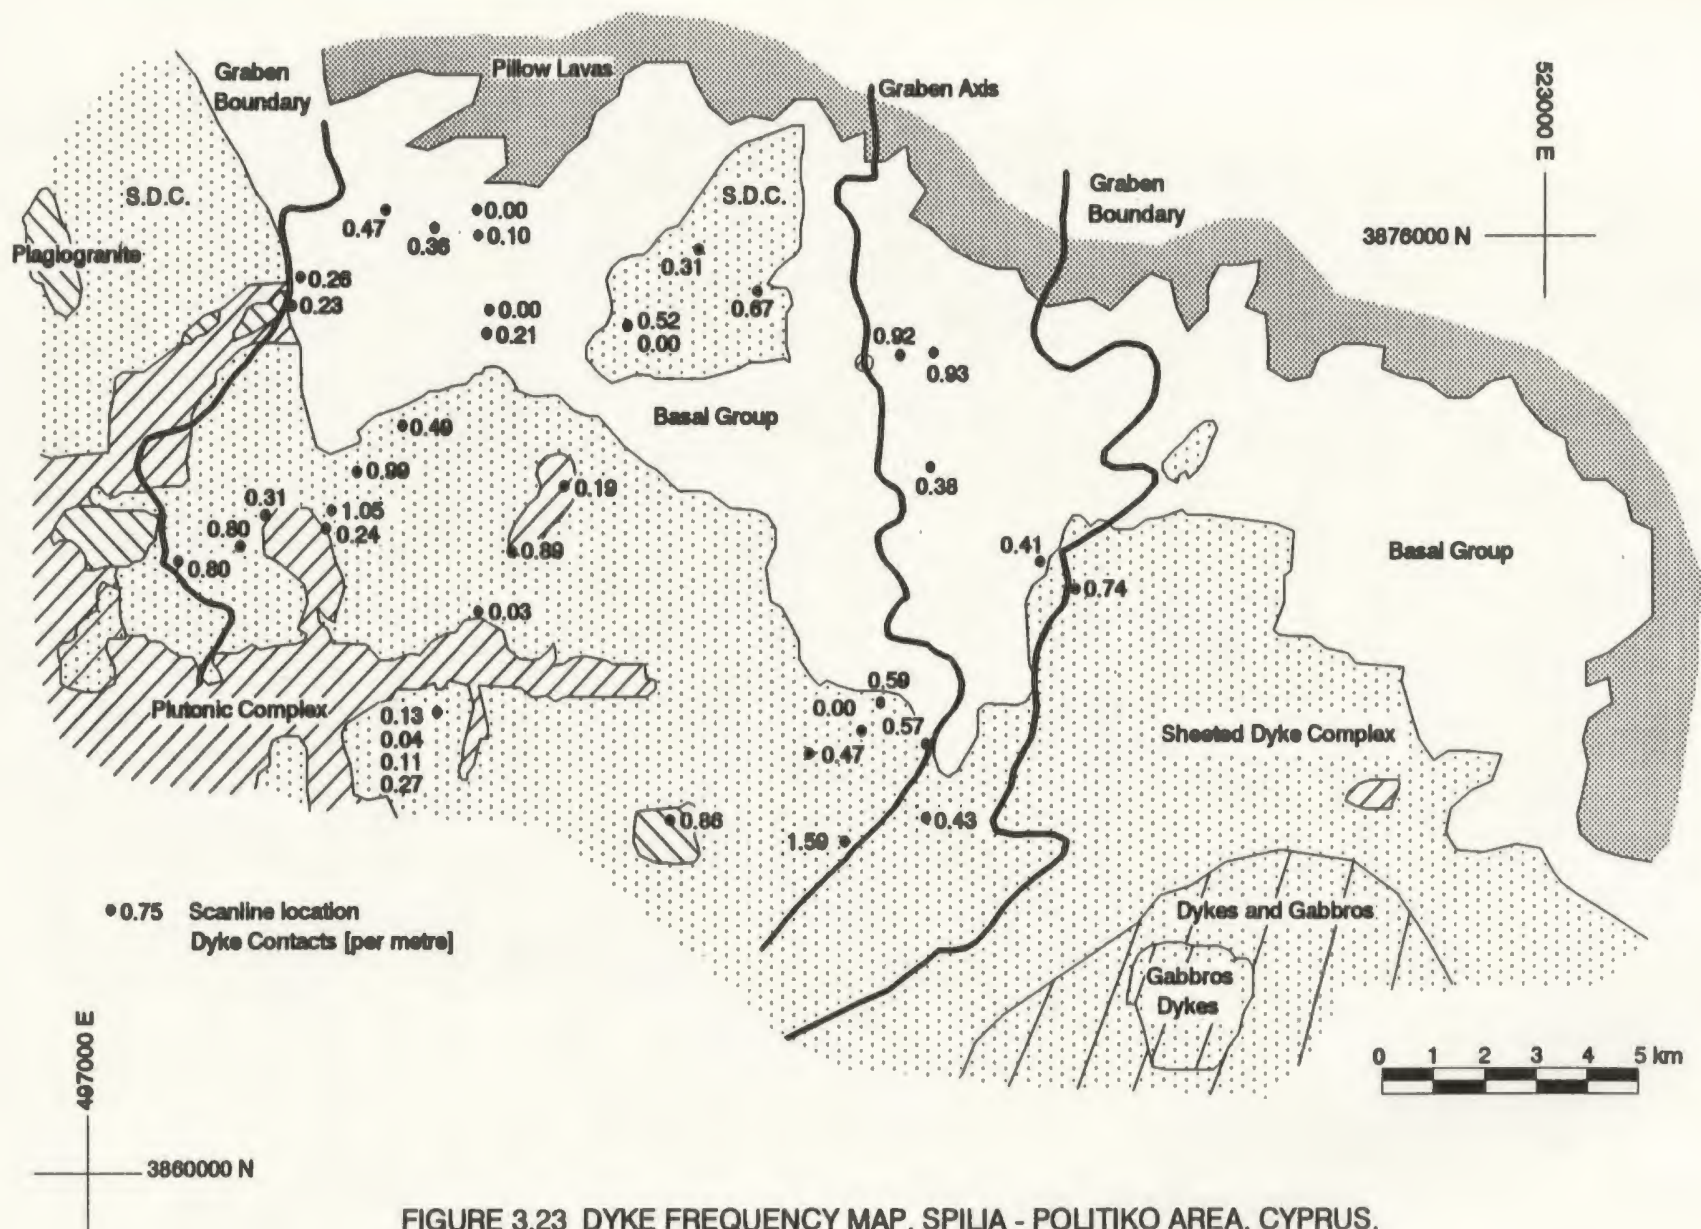 Pillow Lavas
Graben
Boundary
Graben Axis
523000 E
S.D.C.
S.D.C.
Graben
Boundary
3876000 N
Plagiogranite
0.47
0.36
0.00
0.10
0.31
0.26
0.23
0.00
0.21
0.52
0.00
0.67
0.92
0.93
Basal Group
0.49
0.99
0.38
0.19
0.31
1.05
0.24
0.80
0.80
0.89
0.41
0.74
Basal Group
0.03
0.59
0.00
0.57
0.47
Plutonic Complex
0.13
0.04
0.11
0.27
Sheeted Dyke Complex
0.86
1.59
0.43
0.75 Scanline location
Dyke Contacts [per metre]
Dykes and Gabbros
Gabbros
Dykes
0 1 2 3 4 5 km
497000 E
3860000 N
FIGURE 3.23 DYKE FREQUENCY MAP, SPILIA - POLITIKO AREA, CYPRUS.